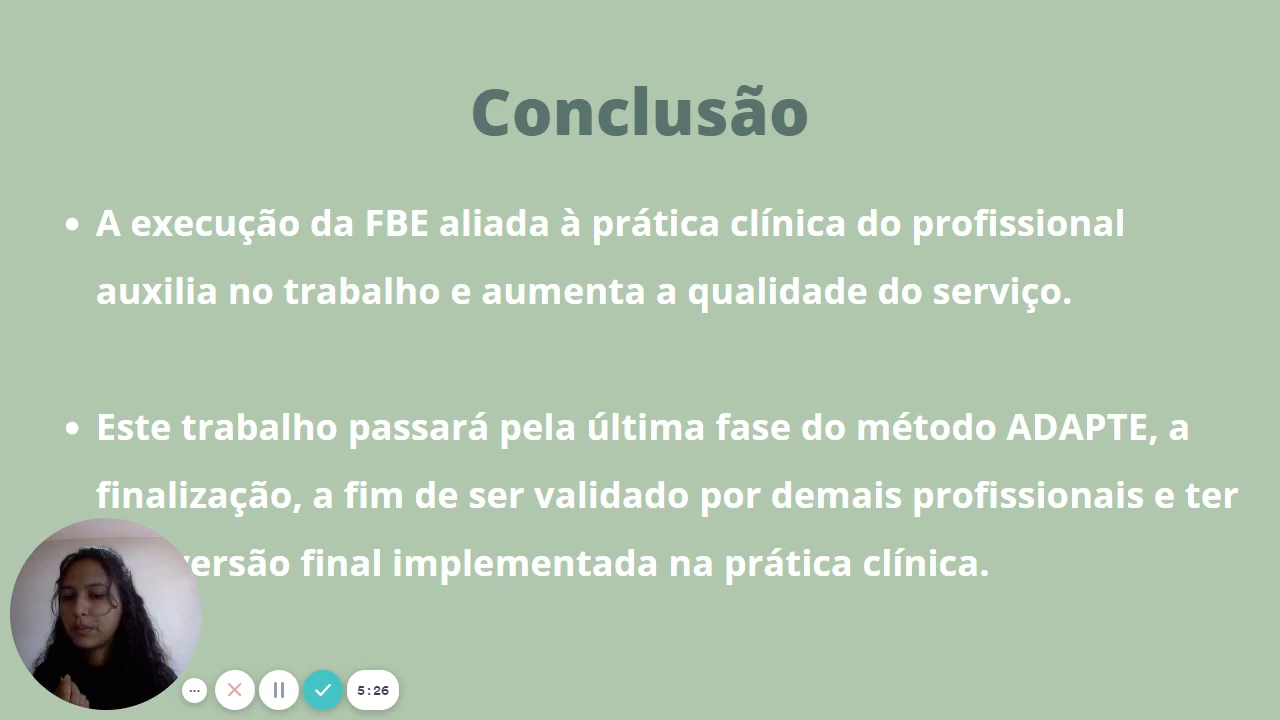 Conclusão
• A execução da FBE aliada à prática clínica do profissional
auxilia no trabalho e aumenta a qualidade do serviço.
• Este trabalho passará pela última fase do método ADAPTE, a
finalização, a fim de ser validado por demais profissionais e ter
versão final implementada na prática clínica.
5:26